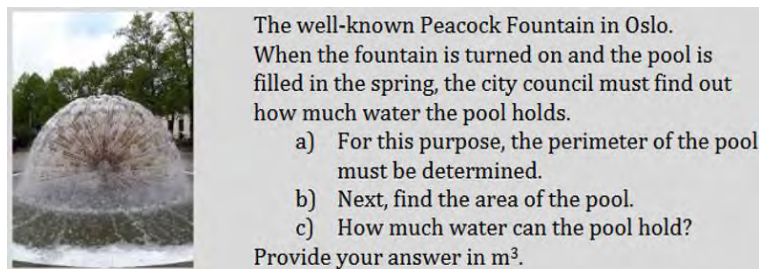 The well-known Peacock Fountain in Oslo.
When the fountain is turned on and the pool is
filled in the spring, the city council must find out
how much water the pool holds.
a) For this purpose, the perimeter of the pool
must be determined.
b) Next, find the area of the pool.
c) How much water can the pool hold?
Provide your answer in m³.